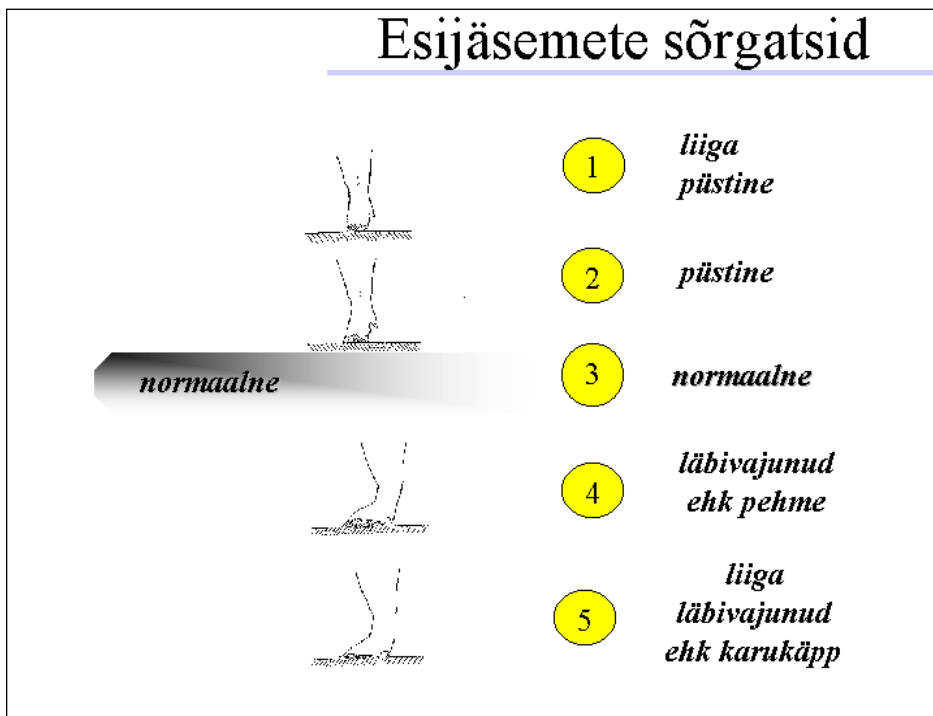 Esijäsemete sõrgatsid
1
liiga
püstine
2
püstine
normaalne
3
normaalne
4
läbivajunud
ehk pehme
5
liiga
läbivajunud
ehk karukäpp